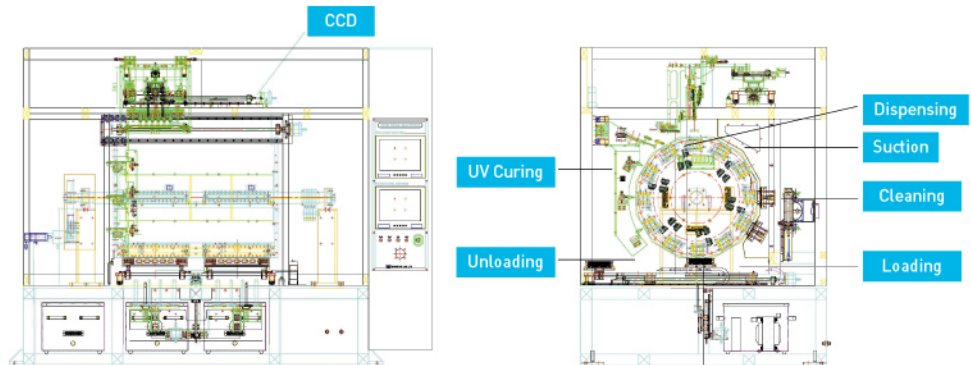 CCD
Dispensing
Suction
UV Curing
Cleaning
Unloading
Loading